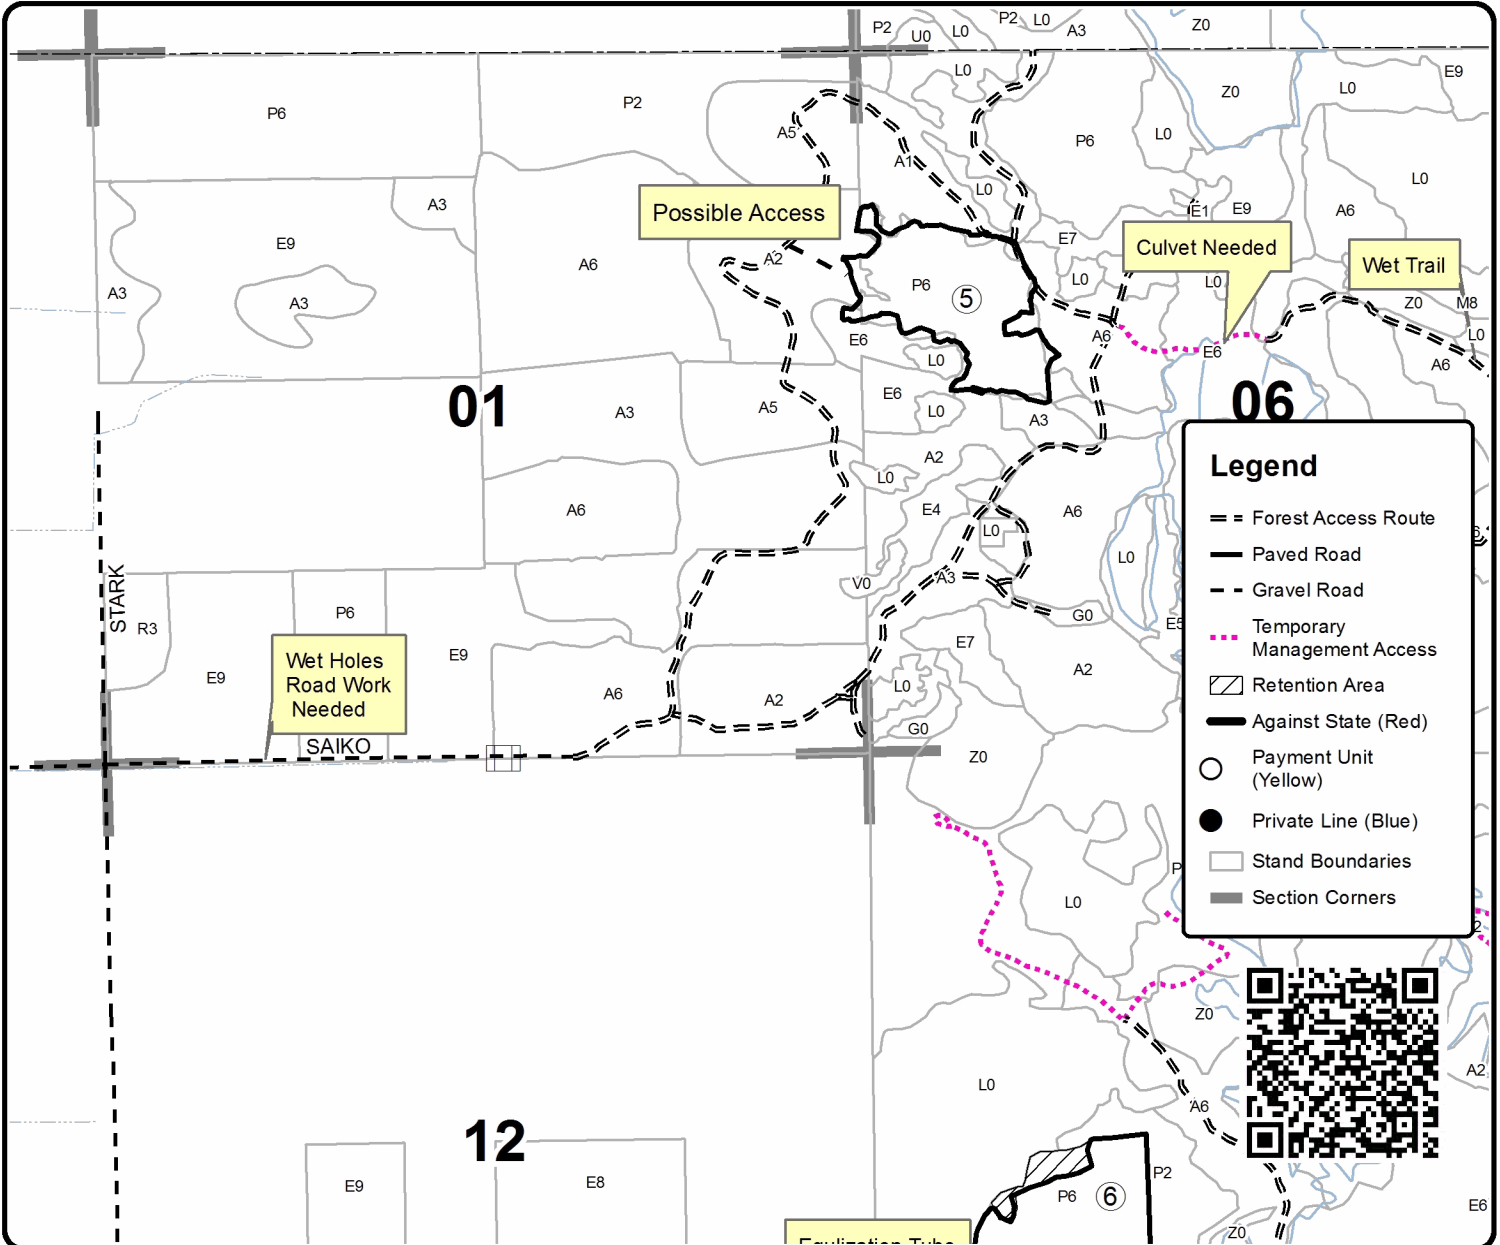 P2
U0
L0
P2
L0
A3
Z0
L0
E9
Z0
L0
P6
P2
A5
A1
P6
L0
L0
L0
A3
Possible Access
E1
E9
A6
E9
A6
A2
E7
Culvet Needed
Wet Trail
A3
A3
P6
5
L0
L0
Z0
M8
E6
A6
E6
L0
A6
L0
01
E6
L0
A3
06
A3
A5
A2
L0
Legend
A6
E4
A6
L0
L0
Forest Access Route
Paved Road
Gravel Road
STARK
V0
A3
G0
E5
Temporary
Management Access
R3
P6
E7
A2
E9
E9
Wet Holes
Road Work
Needed
A6
A2
L0
Retention Area
G0
Against State (Red)
SAIKO
Z0
Payment Unit
(Yellow)
Private Line (Blue)
Stand Boundaries
L0
Section Corners
Z0
L0
A2
A6
12
E9
E8
P6
6
P2
E6
Z0